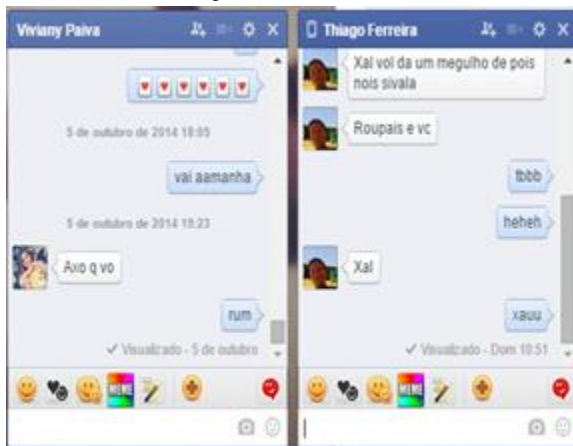 Viviany Paiva
5 de outubro de 2014 18:05
vai aamanha
5 de outubro de 2014 19:23
Axo q vo
rum
Visualizado - 5 de outubro
MEME
Thiago Ferreira
Xal vol da um megulho de pois
nois sivala
Roupais e vc
tbbb
heheh
Xal
xauu
Visualizado - Dom 10:51
MEME